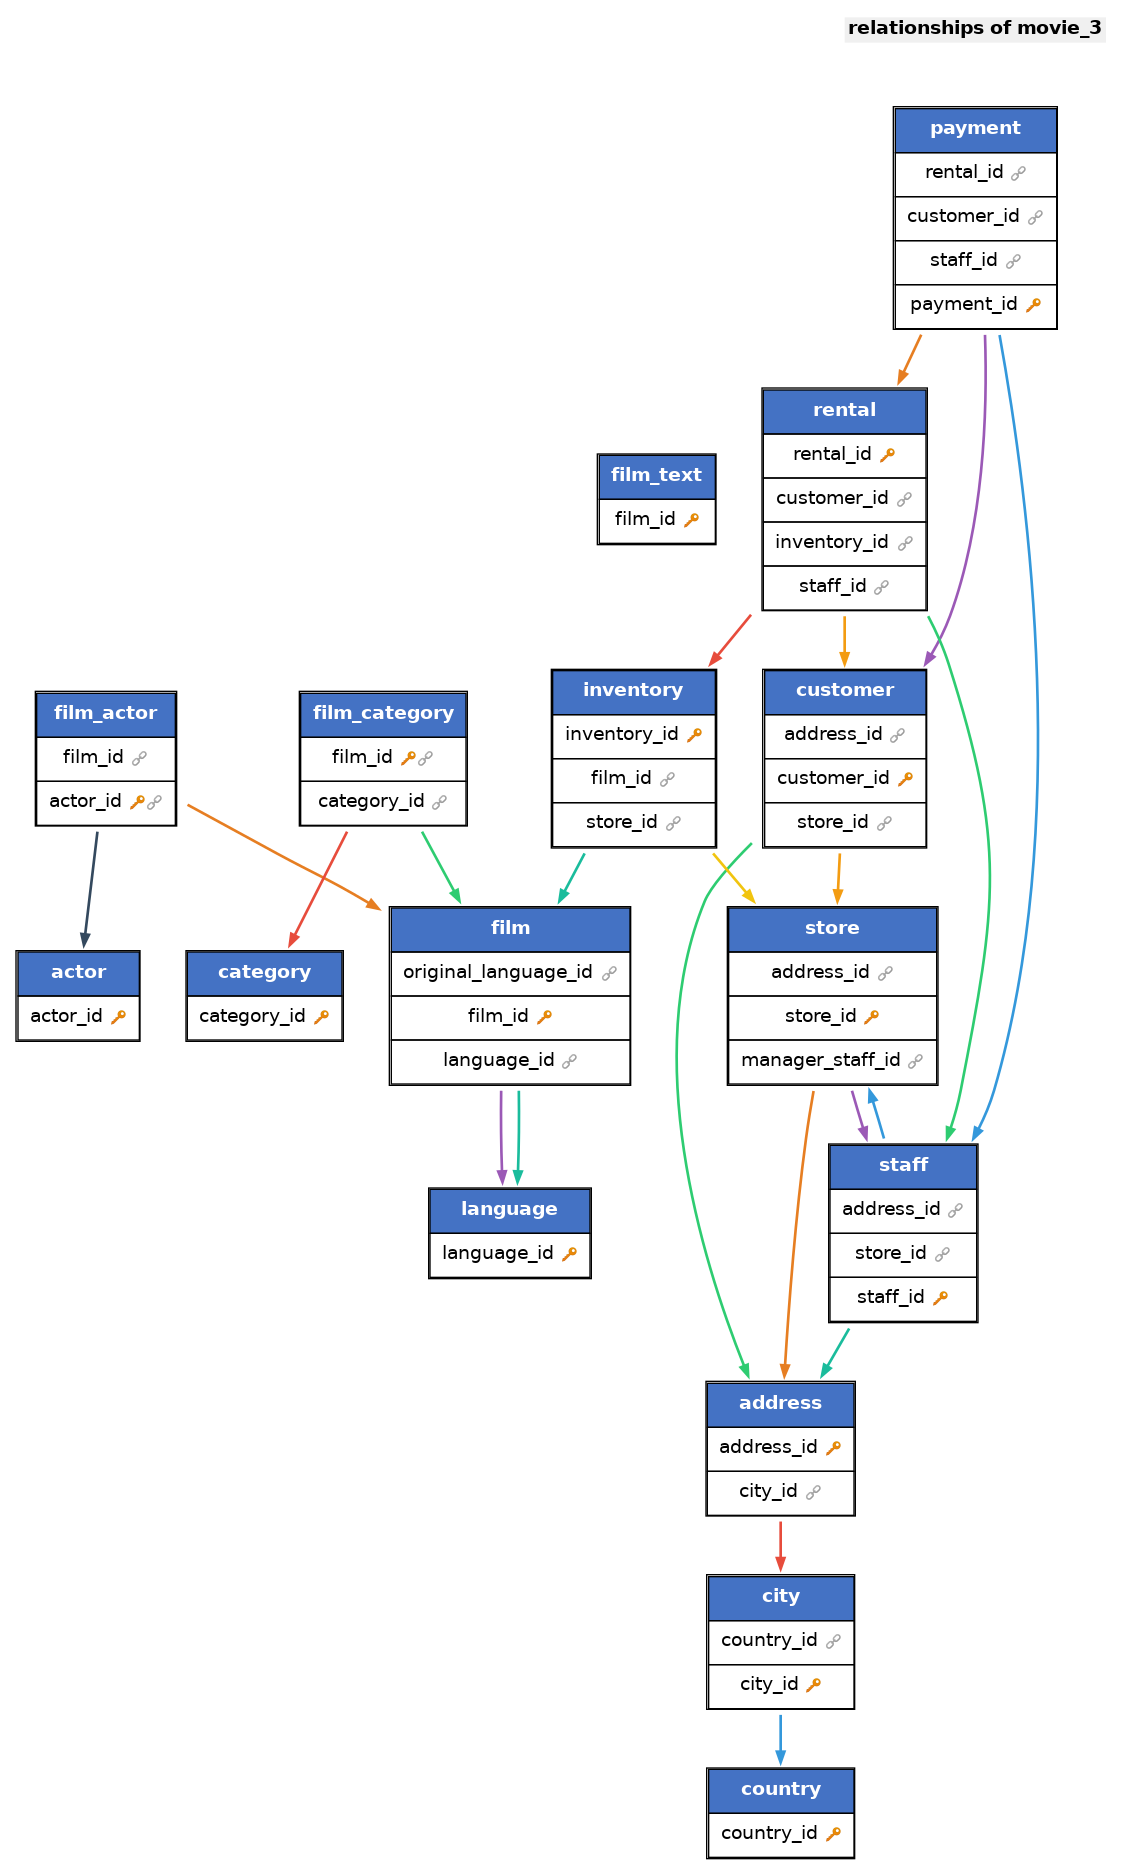 relationships of movie_3
payment
rental_id
customer_id
staff_id
payment_id
rental
rental_id
customer_id
inventory_id
staff_id
film_text
film_id
inventory
inventory_id
film_id
store_id
customer
address_id
customer_id
store_id
film_actor
film_id
actor_id
film_category
film_id
category_id
film
original_language_id
film_id
language_id
store
address_id
store_id
manager_staff_id
actor
actor_id
category
category_id
staff
address_id
store_id
staff_id
language
language_id
address
address_id
city_id
city
country_id
city_id
country
country_id